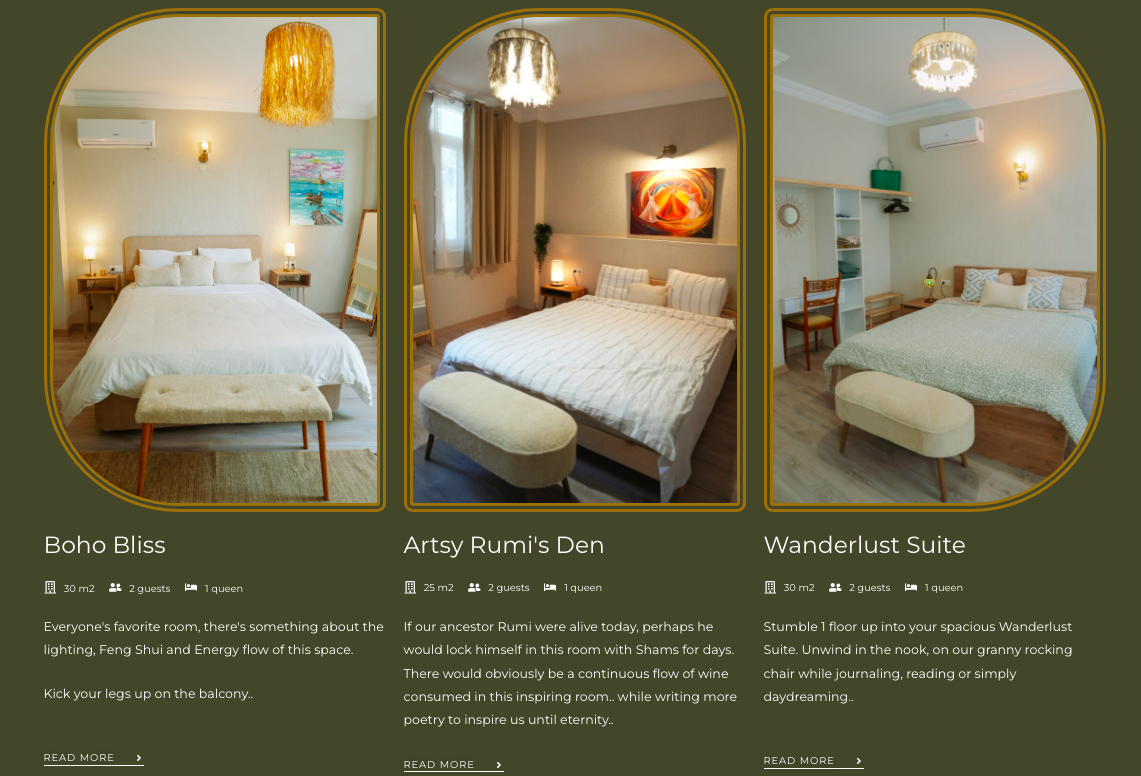 Boho Bliss
30 m2 2 guests 1 queen
Everyone's favorite room, there's something about the
lighting, Feng Shui and Energy flow of this space.
Kick your legs up on the balcony..
READ MORE
Artsy Rumi's Den
25 m2 2 guests 1 queen
If our ancestor Rumi were alive today, perhaps he
would lock himself in this room with Shams for days.
There would obviously be a continuous flow of wine
consumed in this inspiring room.. while writing more
poetry to inspire us until eternity..
READ MORE
Wanderlust Suite
30 m2 2 guests 1 queen
Stumble 1 floor up into your spacious Wanderlust
Suite. Unwind in the nook, on our granny rocking
chair while journaling, reading or simply
daydreaming..
READ MORE